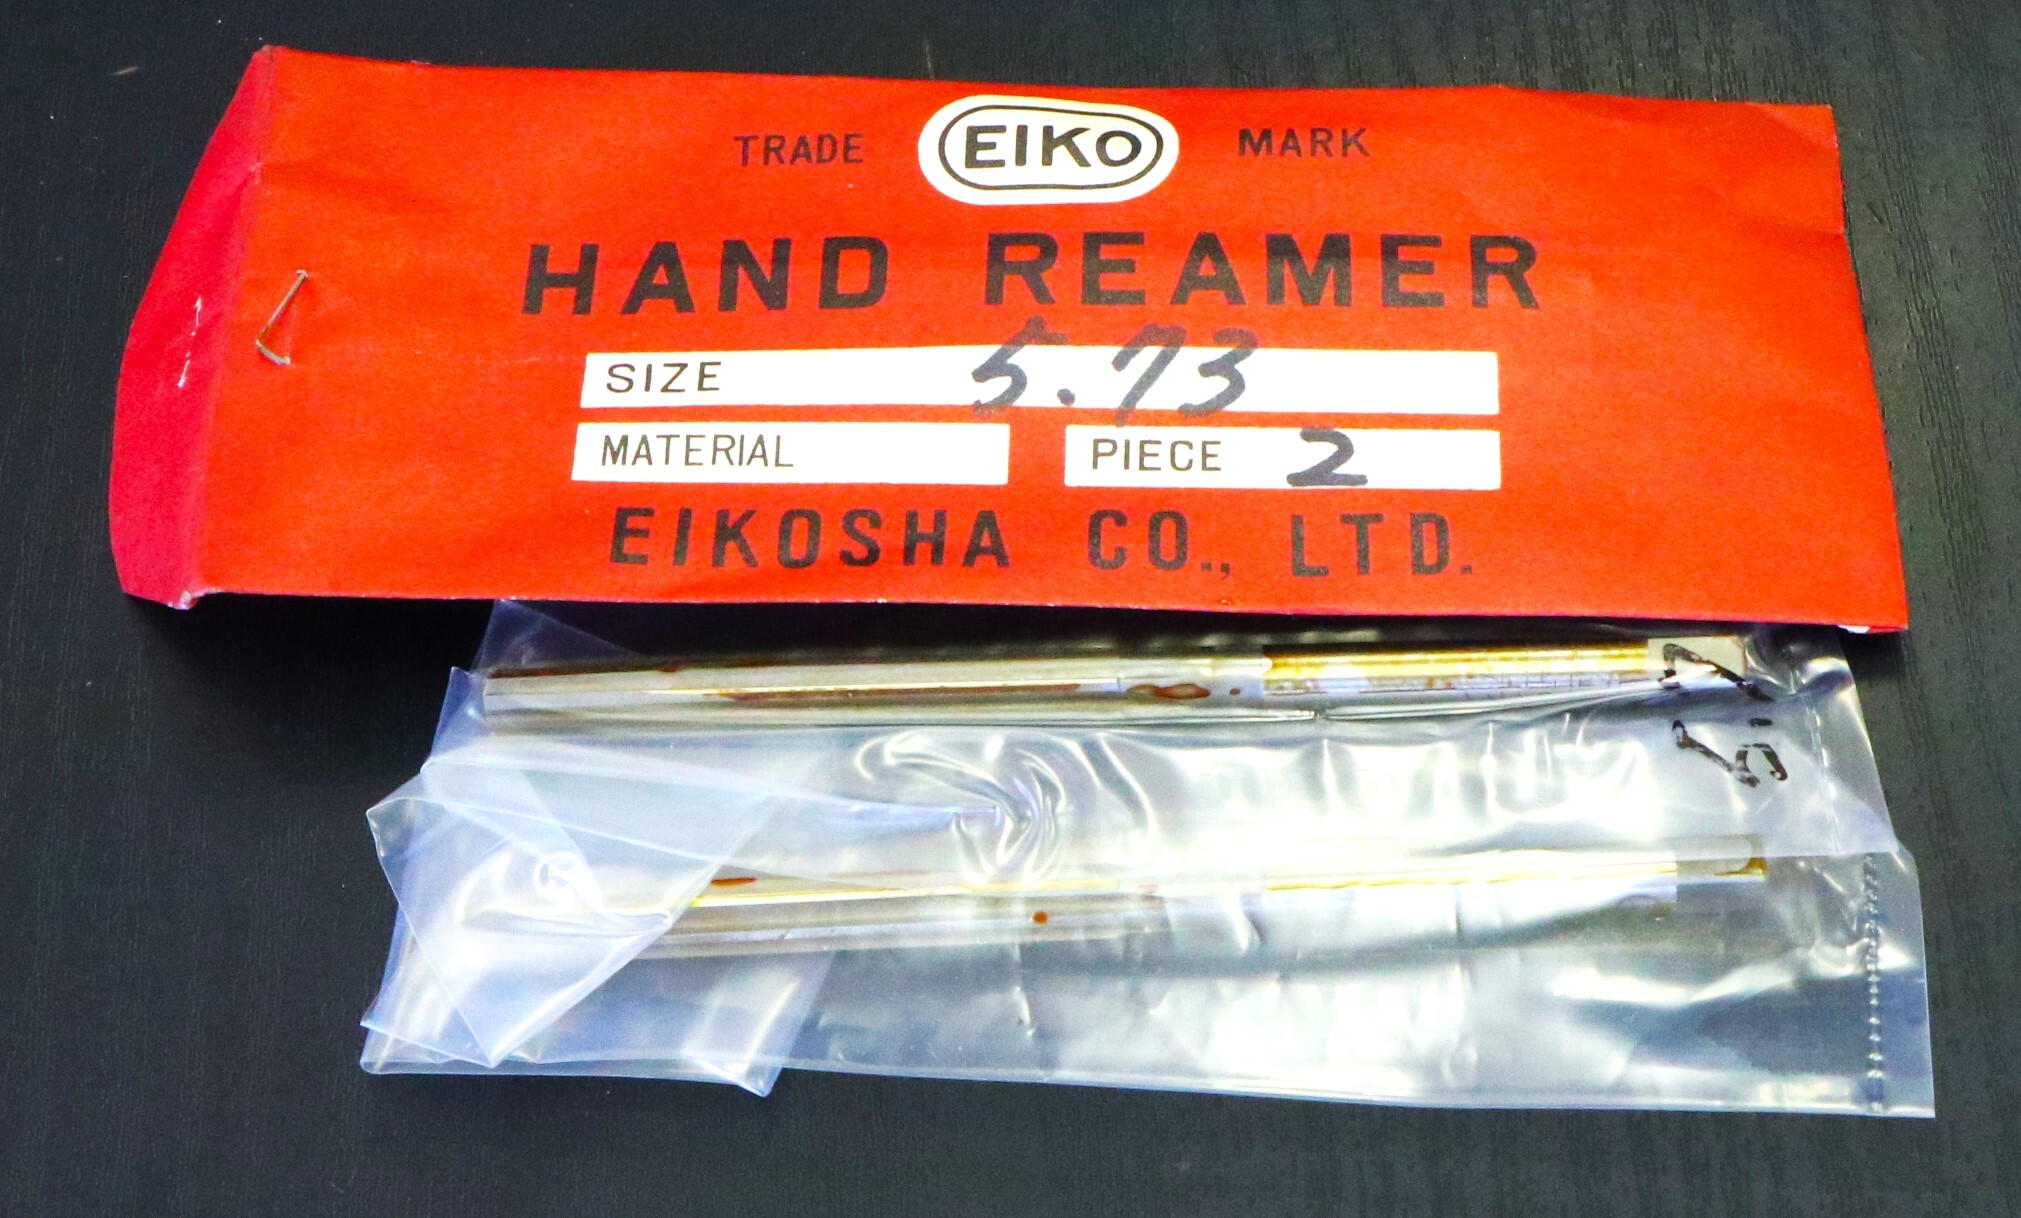 TRADE EIKO MARK
HAND REAMER
SIZE 5.73
MATERIAL
PIECE 2
EIKOSHA CO., LTD.